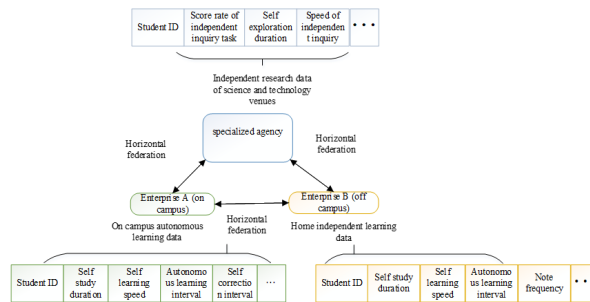 Student ID
Score rate of
independent
inquiry task
Self
exploration
duration
Speed of
independen
t inquiry
Independent research data
of science and technology
venues
specialized agency
Horizontal
federation
Horizontal
federation
Enterprise A (on
campus)
Enterprise B (off
campus)
On campus autonomous
learning data
Horizontal
federation
Home independent learning
data
Student ID
Self
study
duration
Self
learning
speed
Autonomo
us learning
interval
Self
correctio
n interval
...
Student ID
Self study
duration
Self
learning
speed
Autonomo
us learning
interval
Note
frequency